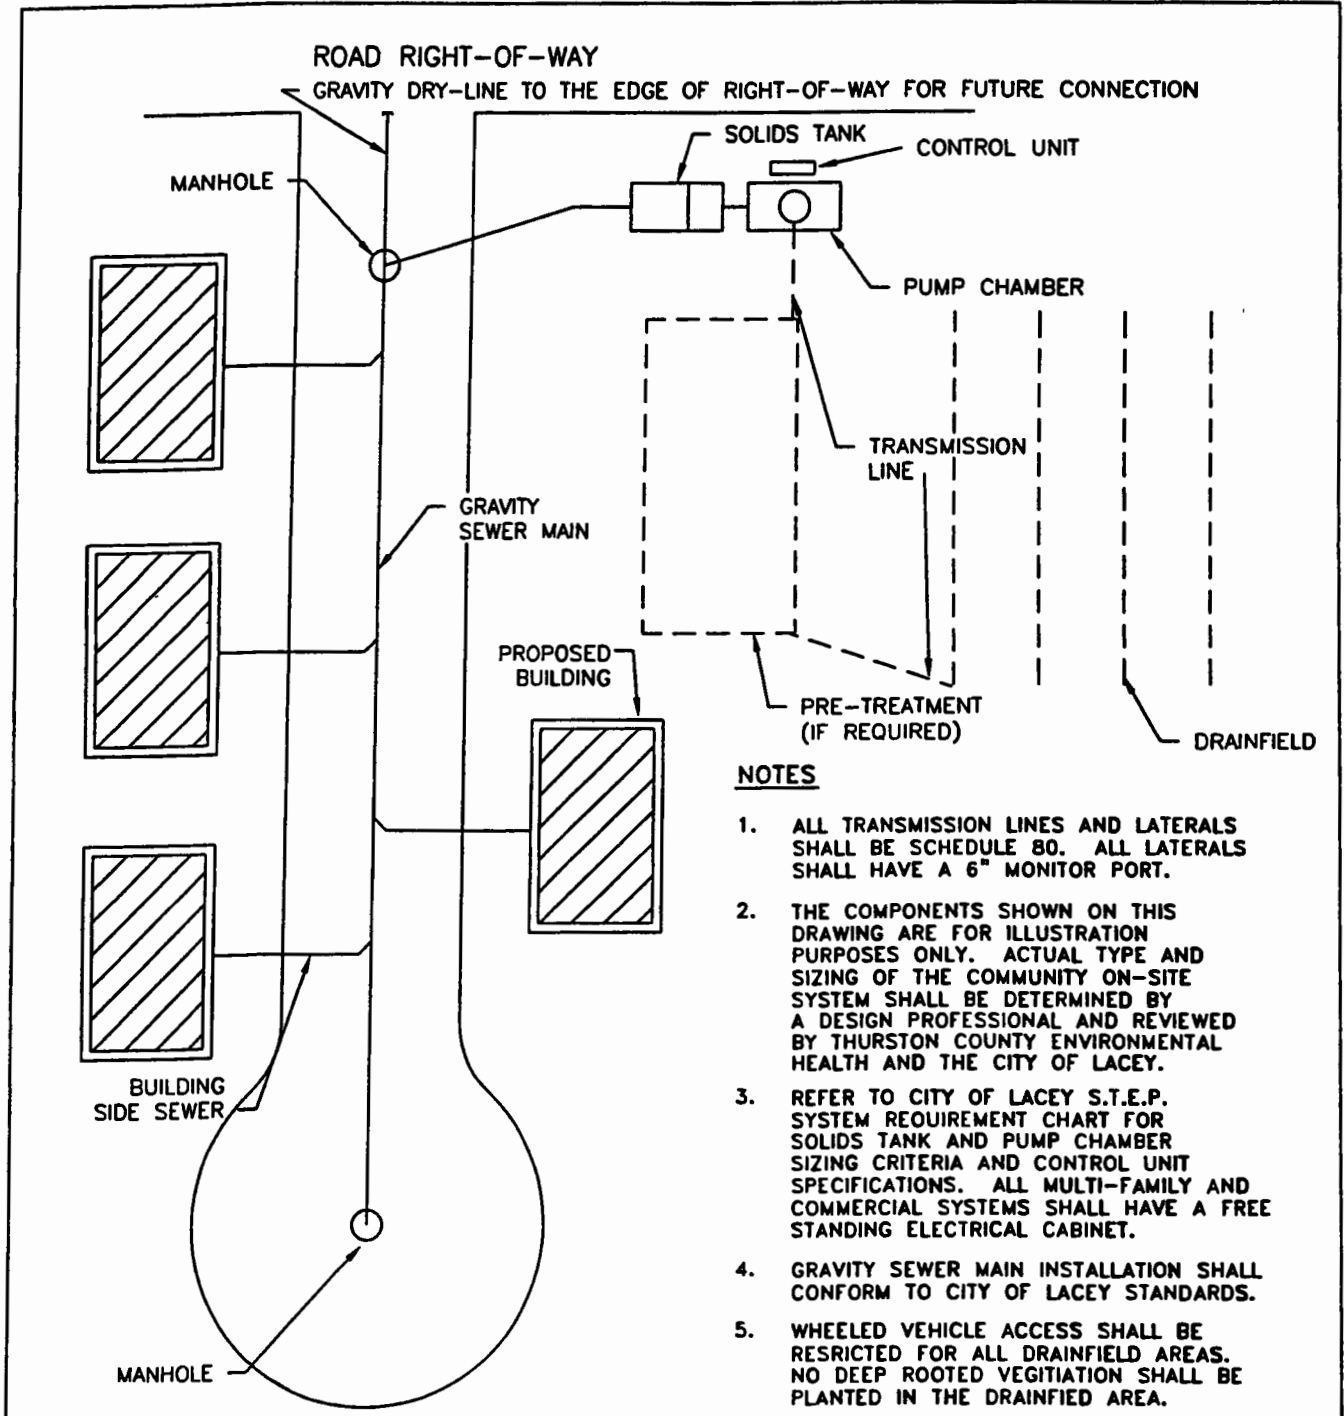 ROAD RIGHT-OF-WAY
GRAVITY DRY-LINE TO THE EDGE OF RIGHT-OF-WAY FOR FUTURE CONNECTION
SOLIDS TANK
CONTROL UNIT
MANHOLE
PUMP CHAMBER
TRANSMISSION
LINE
GRAVITY
SEWER MAIN
PROPOSED
BUILDING
PRE-TREATMENT
(IF REQUIRED)
DRAINFIELD
BUILDING
SIDE SEWER
MANHOLE
NOTES
1. ALL TRANSMISSION LINES AND LATERALS
SHALL BE SCHEDULE 80. ALL LATERALS
SHALL HAVE A 6" MONITOR PORT.
2. THE COMPONENTS SHOWN ON THIS
DRAWING ARE FOR ILLUSTRATION
PURPOSES ONLY. ACTUAL TYPE AND
SIZING OF THE COMMUNITY ON-SITE
SYSTEM SHALL BE DETERMINED BY
A DESIGN PROFESSIONAL AND REVIEWED
BY THURSTON COUNTY ENVIRONMENTAL
HEALTH AND THE CITY OF LACEY.
3. REFER TO CITY OF LACEY S.T.E.P.
SYSTEM REQUIREMENT CHART FOR
SOLIDS TANK AND PUMP CHAMBER
SIZING CRITERIA AND CONTROL UNIT
SPECIFICATIONS. ALL MULTI-FAMILY AND
COMMERCIAL SYSTEMS SHALL HAVE A FREE
STANDING ELECTRICAL CABINET.
4. GRAVITY SEWER MAIN INSTALLATION SHALL
CONFORM TO CITY OF LACEY STANDARDS.
5. WHEELED VEHICLE ACCESS SHALL BE
RESRICTED FOR ALL DRAINFIELD AREAS.
NO DEEP ROOTED VEGITIATION SHALL BE
PLANTED IN THE DRAINFIED AREA.